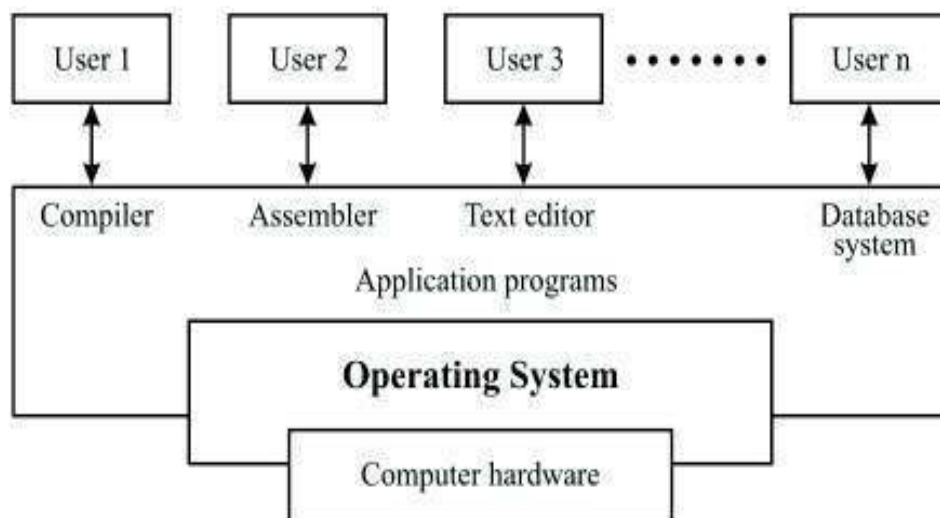 User 1 User 2 User 3 User n
Compiler Assembler Text editor Database
system
Application programs
Operating System
Computer hardware